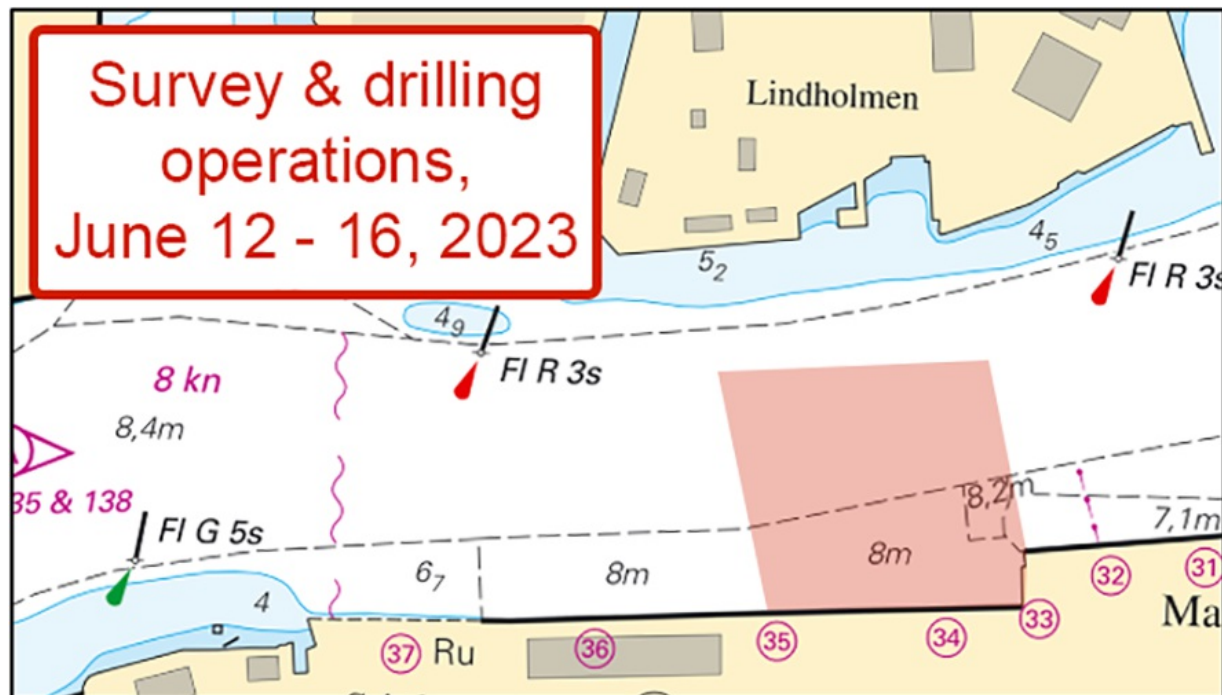 Survey & drilling
operations,
June 12 - 16, 2023
Lindholmen
5₂
4₅
Fl R 3s
4₉
Fl R 3s
8 kn
8,4m
35 & 138
Fl G 5s
8,2m
7,1m
6₇
8m
8m
4
32
31
33
34
35
36
37
Ru
Ma